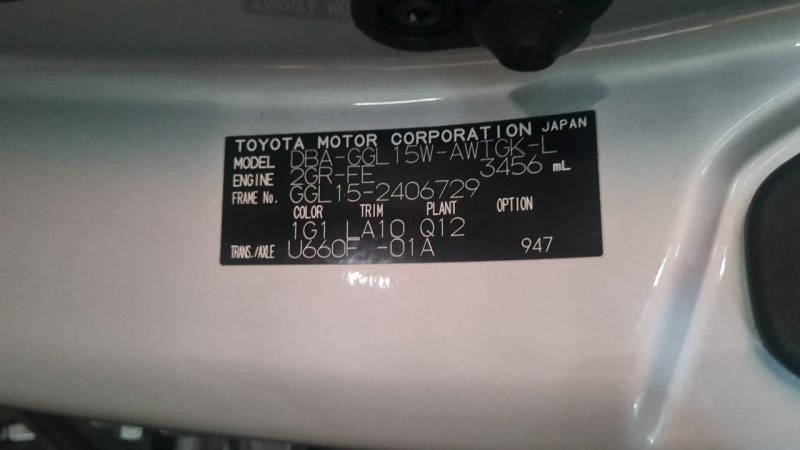 TOYOTA MOTOR CORPORATION JAPAN
MODEL DBA-GGL15W-AWTGK-L
ENGINE 2GR-FE 3456 mL
FRAME No. GGL15-2406729
COLOR TRIM PLANT OPTION
1G1 LA10 Q12
TRANS./AXLE U660F -01A 947